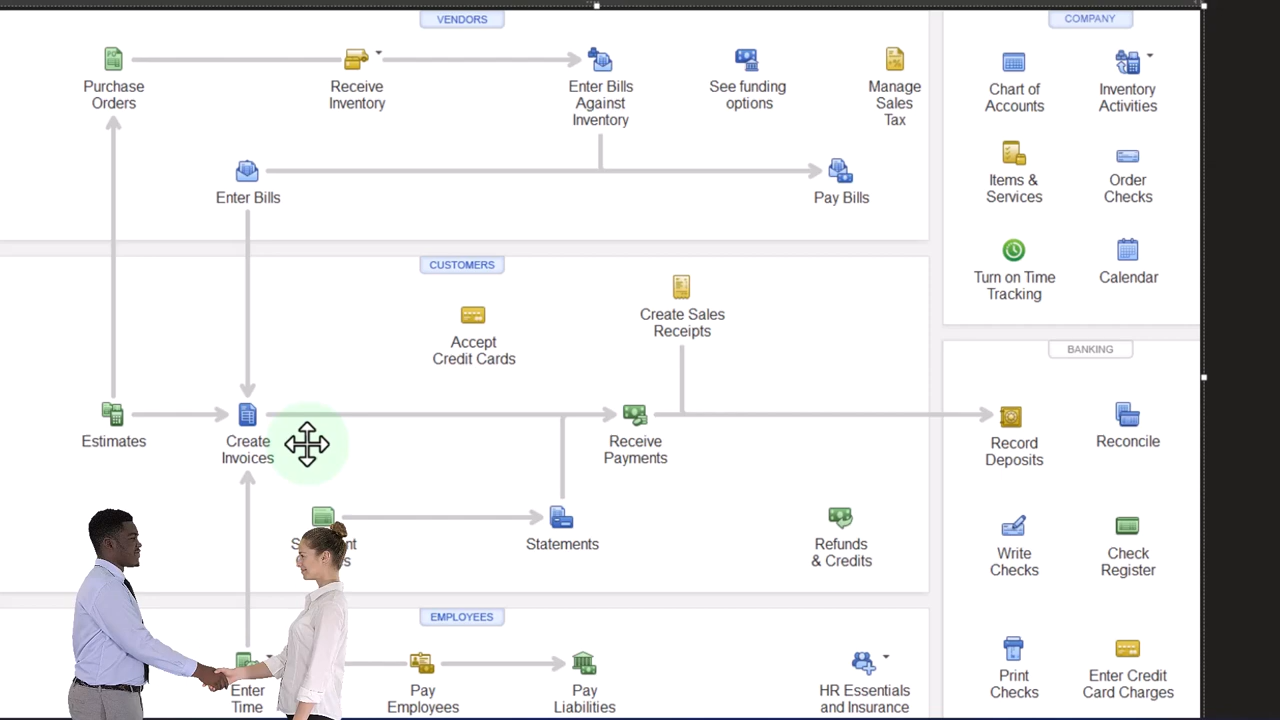 VENDORS
Purchase
Orders
Receive
Inventory
Enter Bills
Against
Inventory
See funding
options
Manage
Sales
Tax
Enter Bills
Pay Bills
CUSTOMERS
Create Sales
Receipts
Accept
Credit Cards
Estimates
Create
Invoices
Receive
Payments
Statements
Refunds
& Credits
EMPLOYEES
Enter
Time
Pay
Employees
Pay
Liabilities
HR Essentials
and Insurance
COMPANY
Chart of
Accounts
Inventory
Activities
Items &
Services
Order
Checks
Turn on Time
Tracking
Calendar
BANKING
Record
Deposits
Reconcile
Write
Checks
Check
Register
Print
Checks
Enter Credit
Card Charges